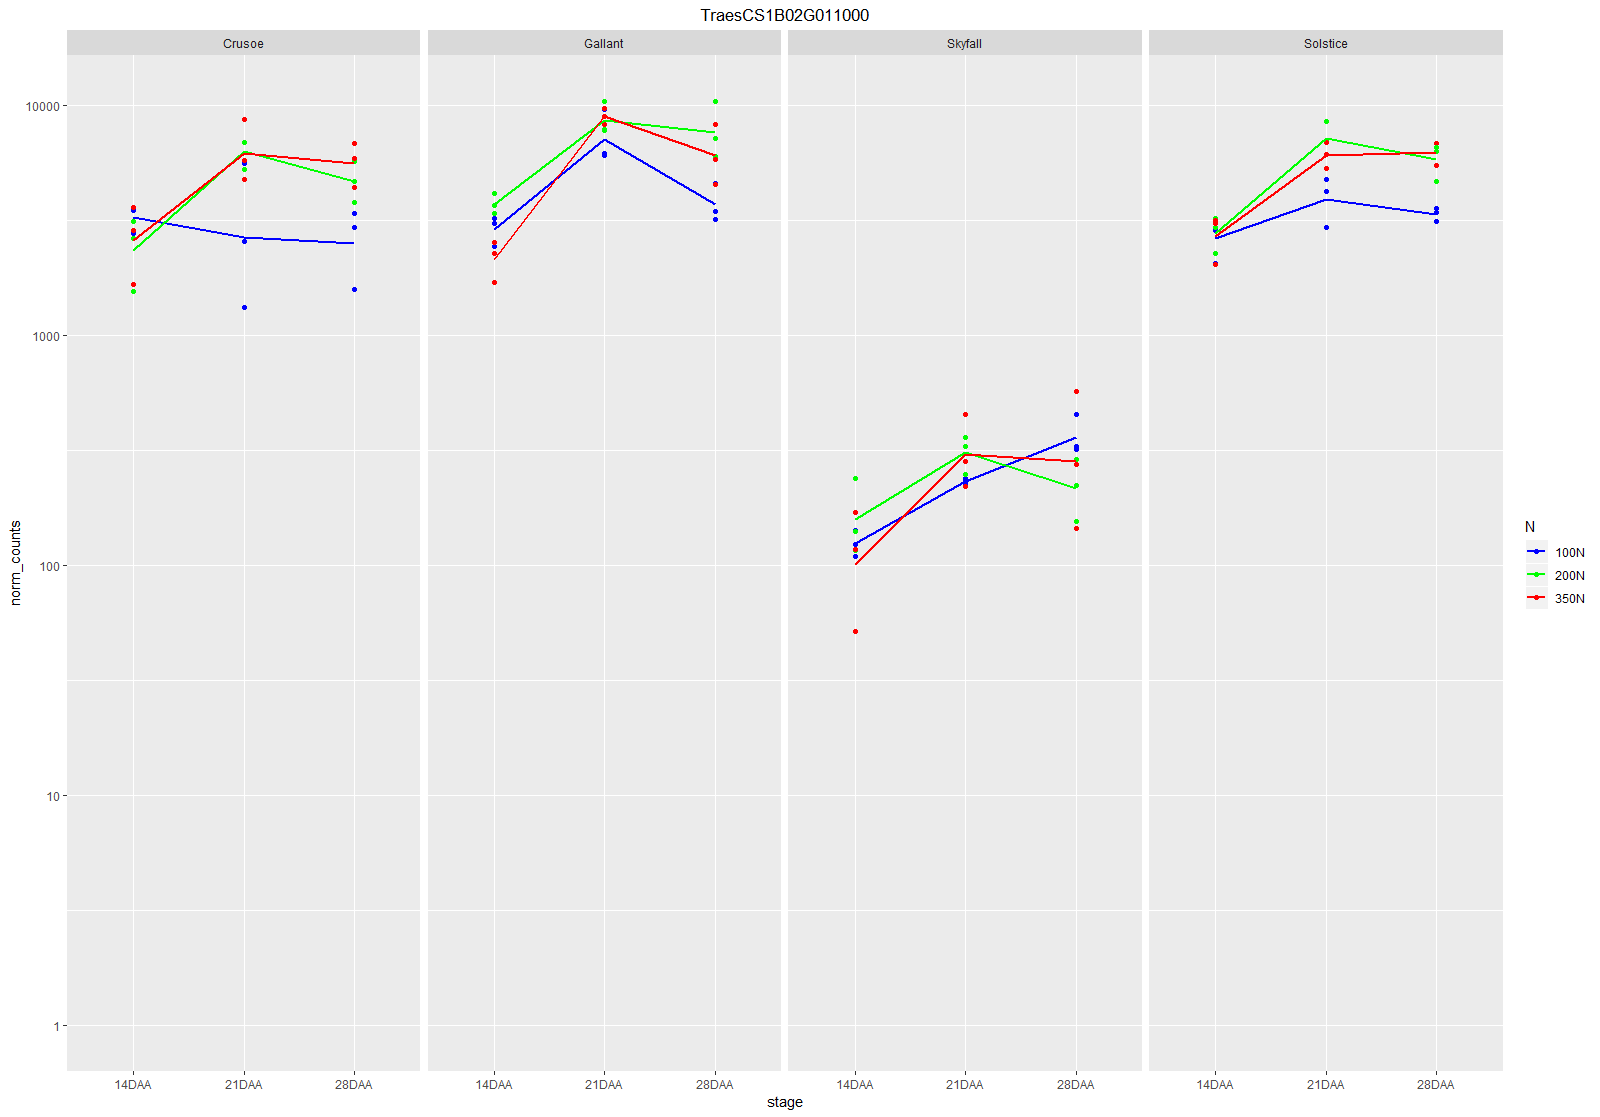 TraesCS1B02G011000
Crusoe Gallant Skyfall Solstice
10000
1000
100
10
1
norm_counts
14DAA 21DAA 28DAA 14DAA 21DAA 28DAA 14DAA 21DAA 28DAA 14DAA 21DAA 28DAA
stage
N
100N
200N
350N